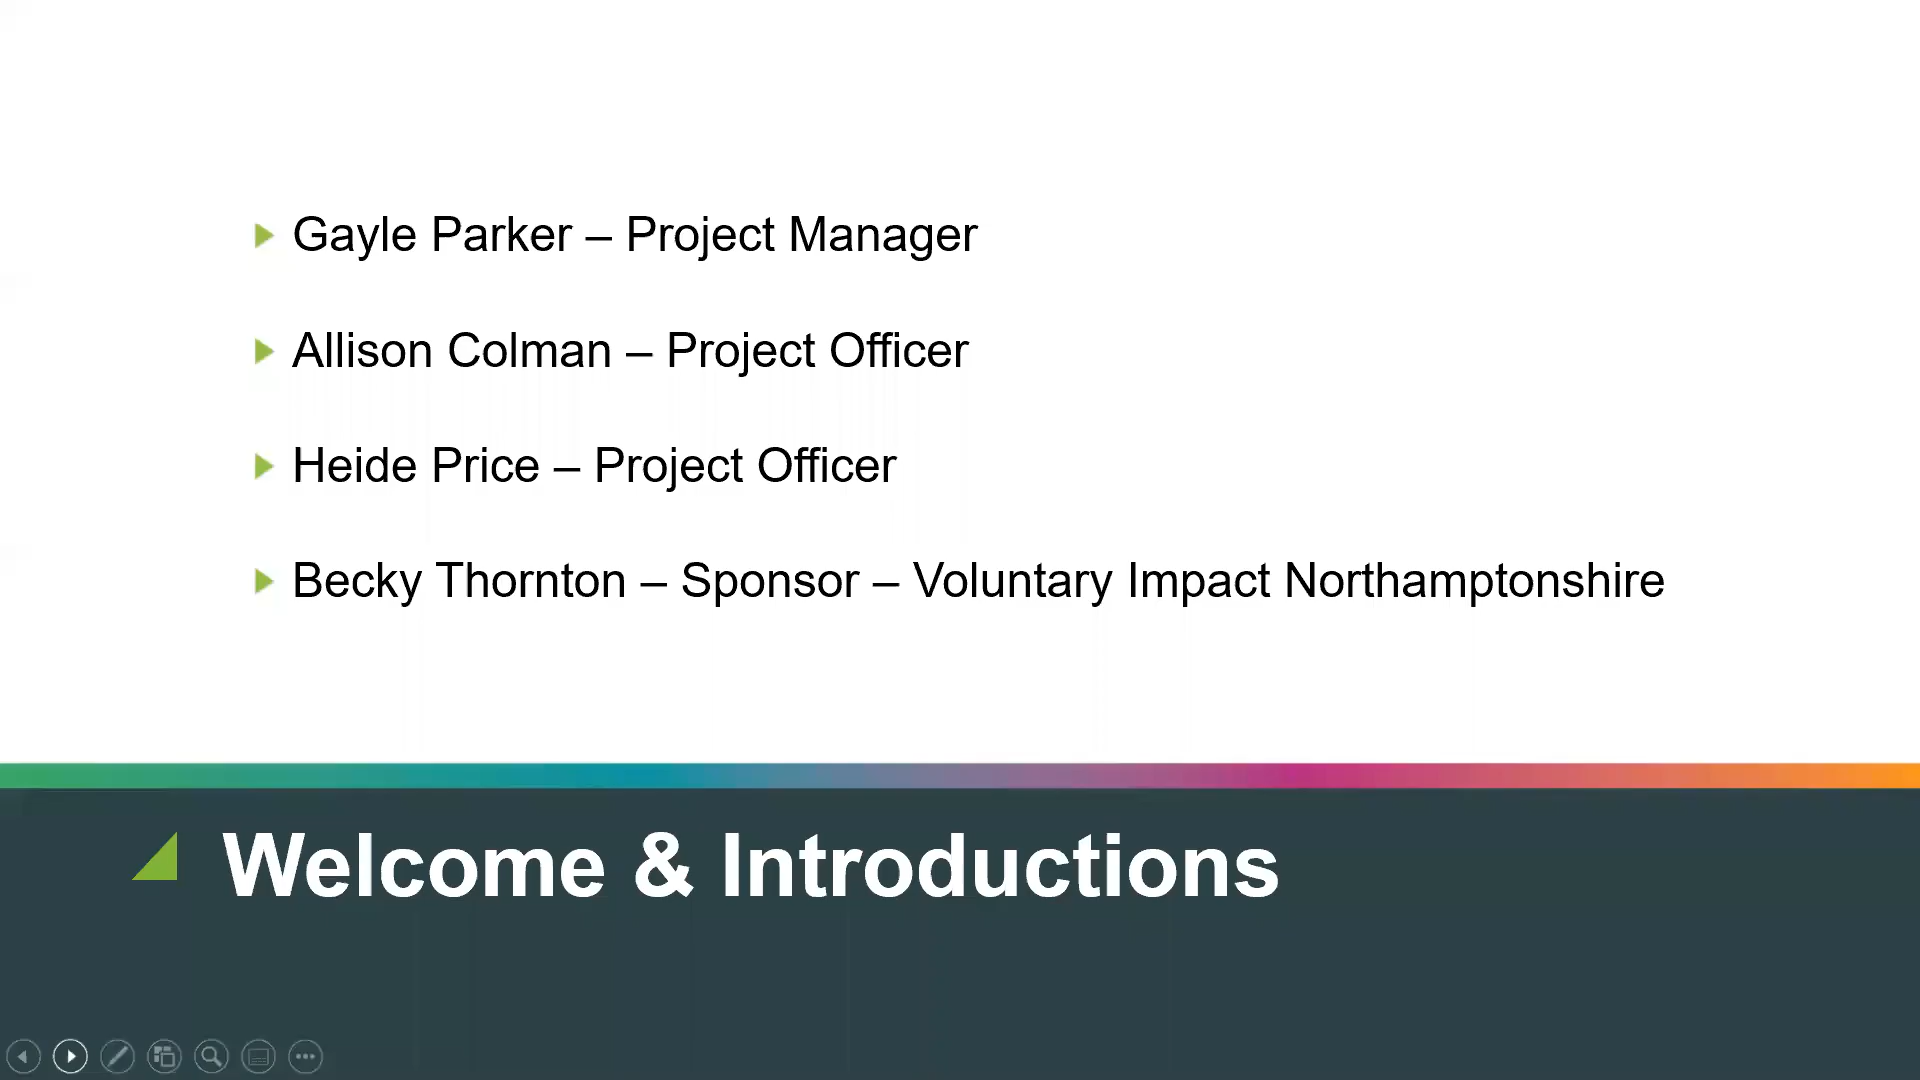 Gayle Parker – Project Manager
Allison Colman – Project Officer
Heide Price – Project Officer
Becky Thornton – Sponsor – Voluntary Impact Northamptonshire
Welcome & Introductions